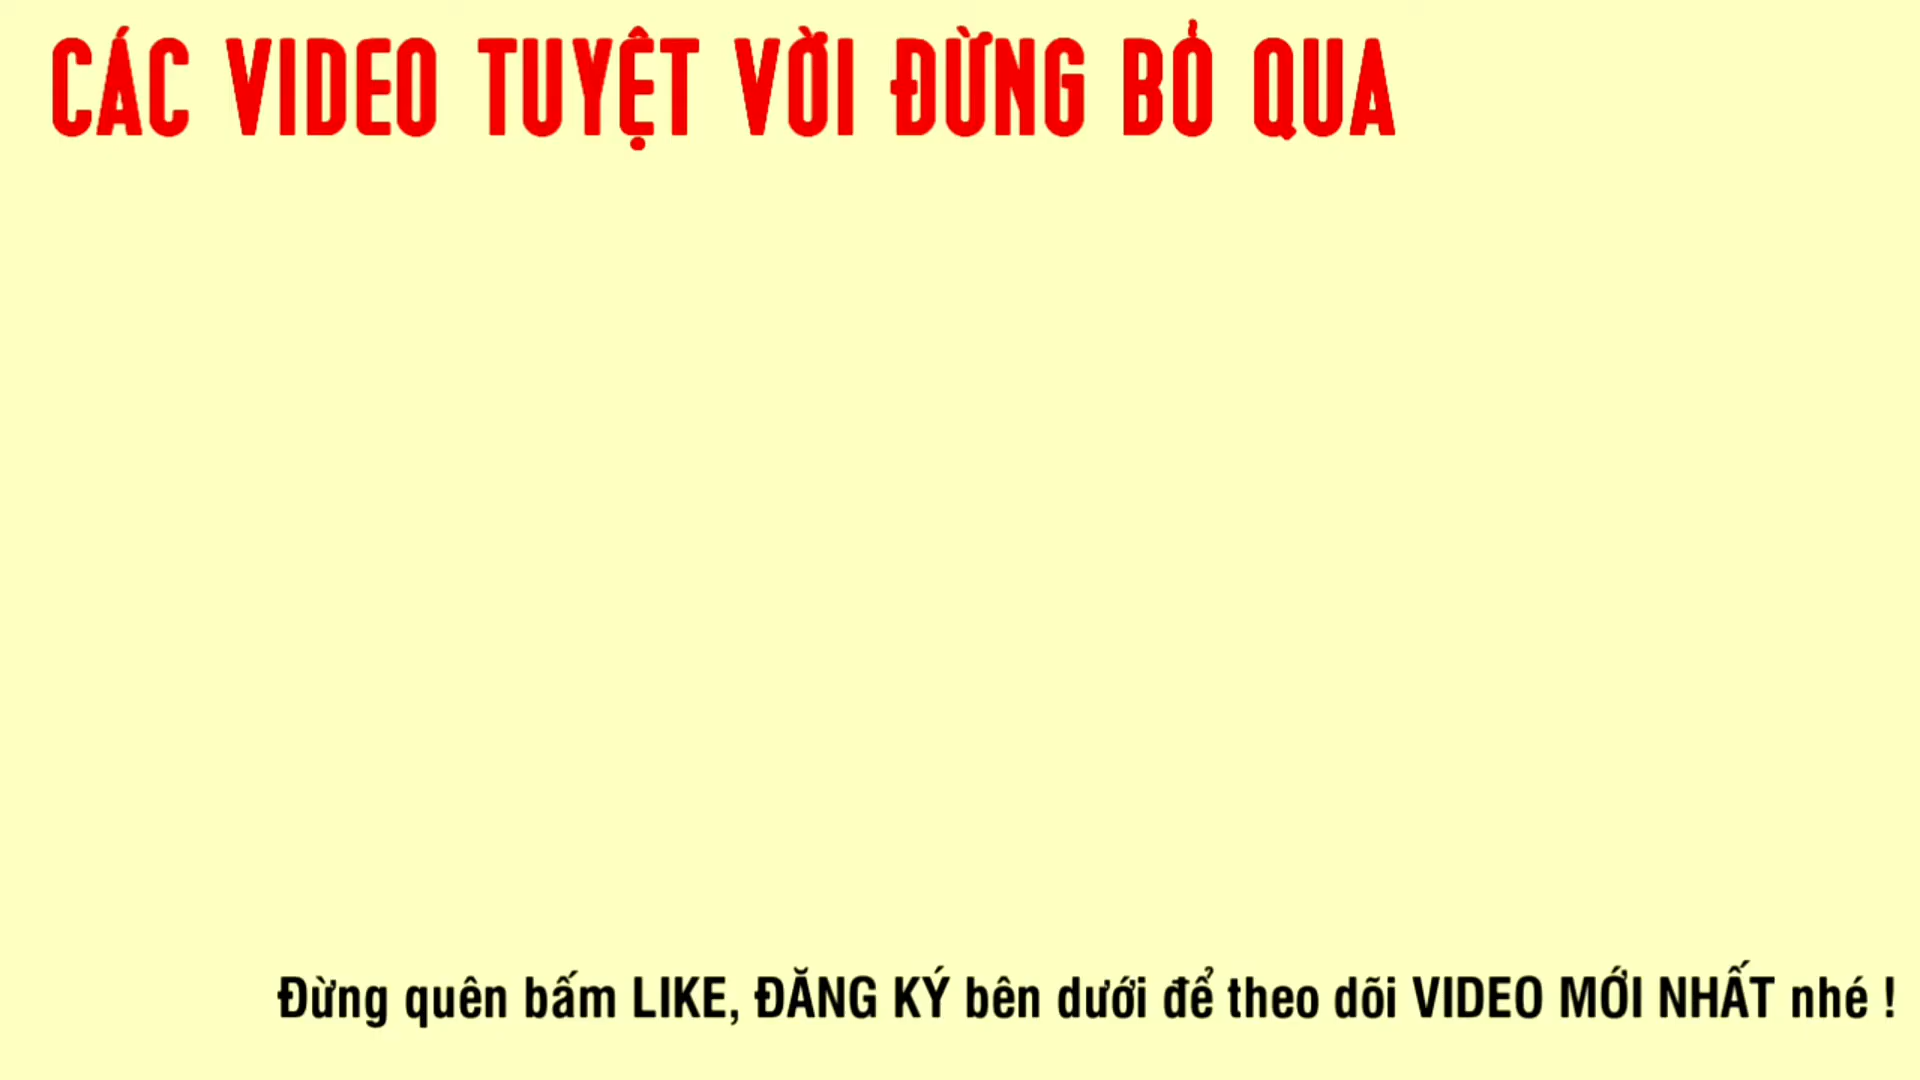 CÁC VIDEO TUYỆT VỜI ĐỪNG BỎ QUA
Đừng quên bấm LIKE, ĐĂNG KÝ bên dưới để theo dõi VIDEO MỚI NHẤT nhé !